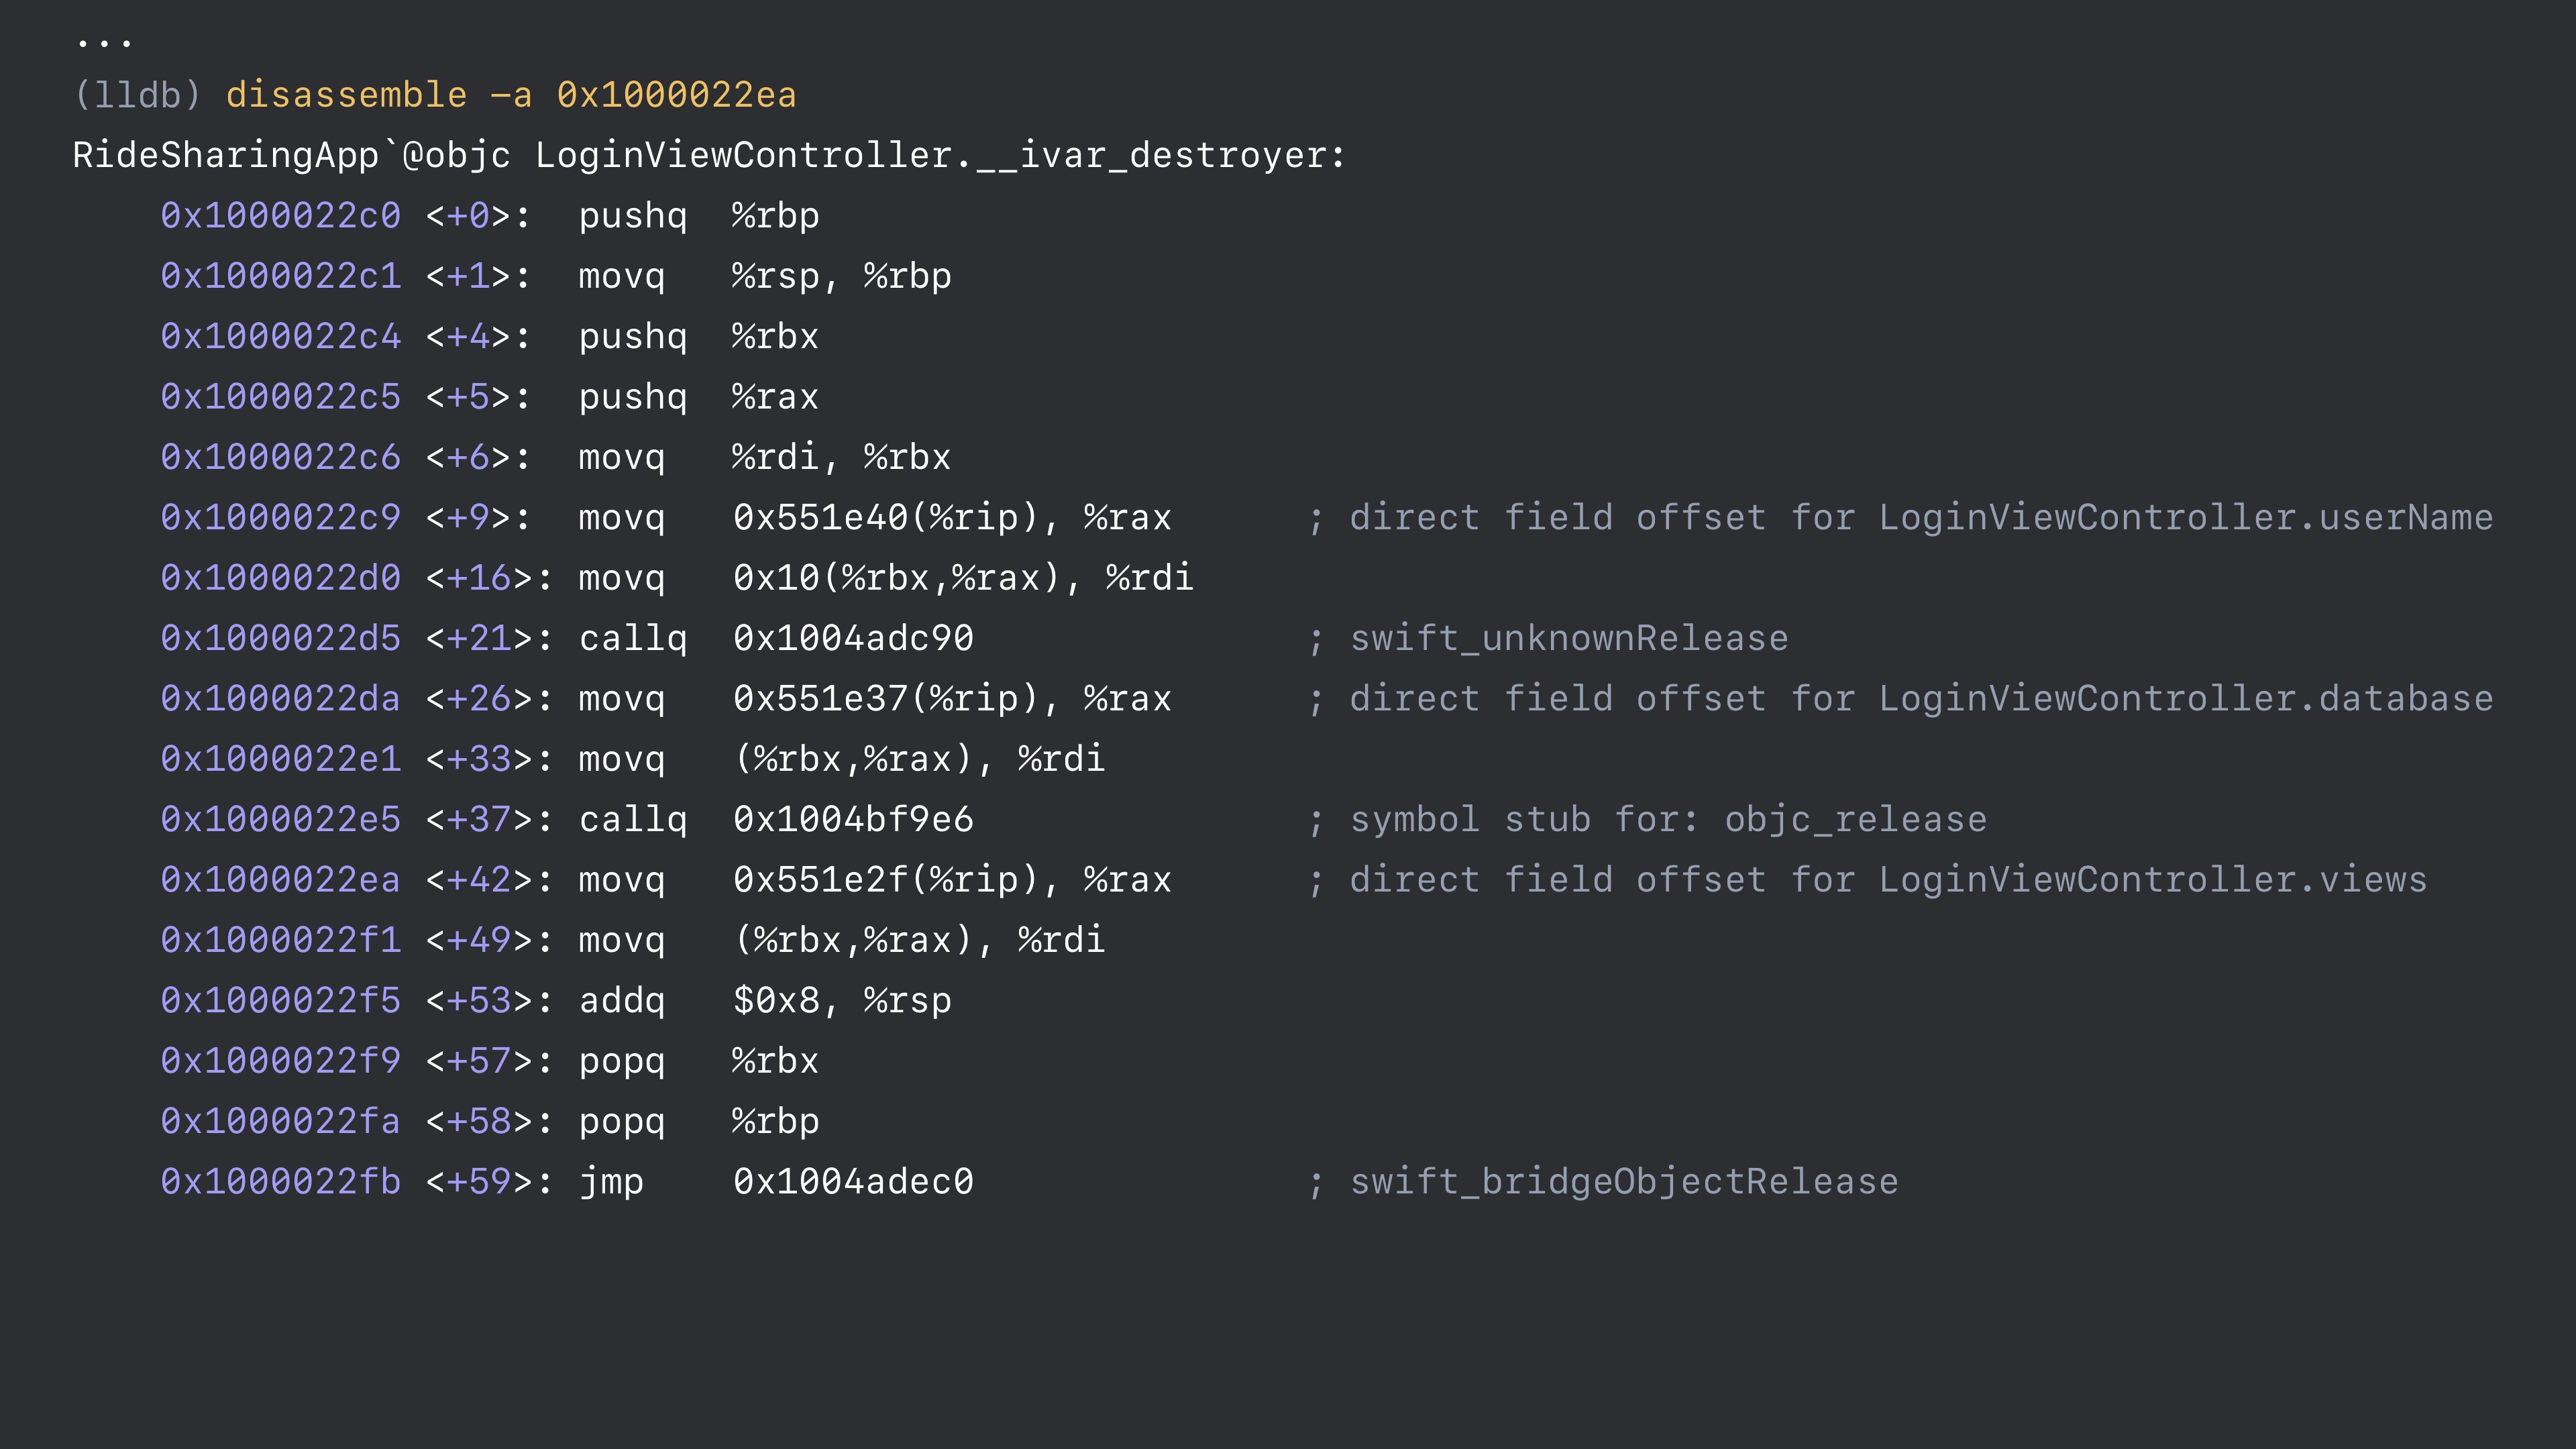 ...
(lldb) disassemble -a 0x1000022ea
RideSharingApp`@objc LoginViewController.__ivar_destroyer:
    0x1000022c0 <+0>:  pushq  %rbp
    0x1000022c1 <+1>:  movq   %rsp, %rbp
    0x1000022c4 <+4>:  pushq  %rbx
    0x1000022c5 <+5>:  pushq  %rax
    0x1000022c6 <+6>:  movq   %rdi, %rbx
    0x1000022c9 <+9>:  movq   0x551e40(%rip), %rax      ; direct field offset for LoginViewController.userName
    0x1000022d0 <+16>: movq   0x10(%rbx,%rax), %rdi
    0x1000022d5 <+21>: callq  0x1004adc90               ; swift_unknownRelease
    0x1000022da <+26>: movq   0x551e37(%rip), %rax      ; direct field offset for LoginViewController.database
    0x1000022e1 <+33>: movq   (%rbx,%rax), %rdi
    0x1000022e5 <+37>: callq  0x1004bf9e6               ; symbol stub for: objc_release
    0x1000022ea <+42>: movq   0x551e2f(%rip), %rax      ; direct field offset for LoginViewController.views
    0x1000022f1 <+49>: movq   (%rbx,%rax), %rdi
    0x1000022f5 <+53>: addq   $0x8, %rsp
    0x1000022f9 <+57>: popq   %rbx
    0x1000022fa <+58>: popq   %rbp
    0x1000022fb <+59>: jmp    0x1004adec0               ; swift_bridgeObjectRelease